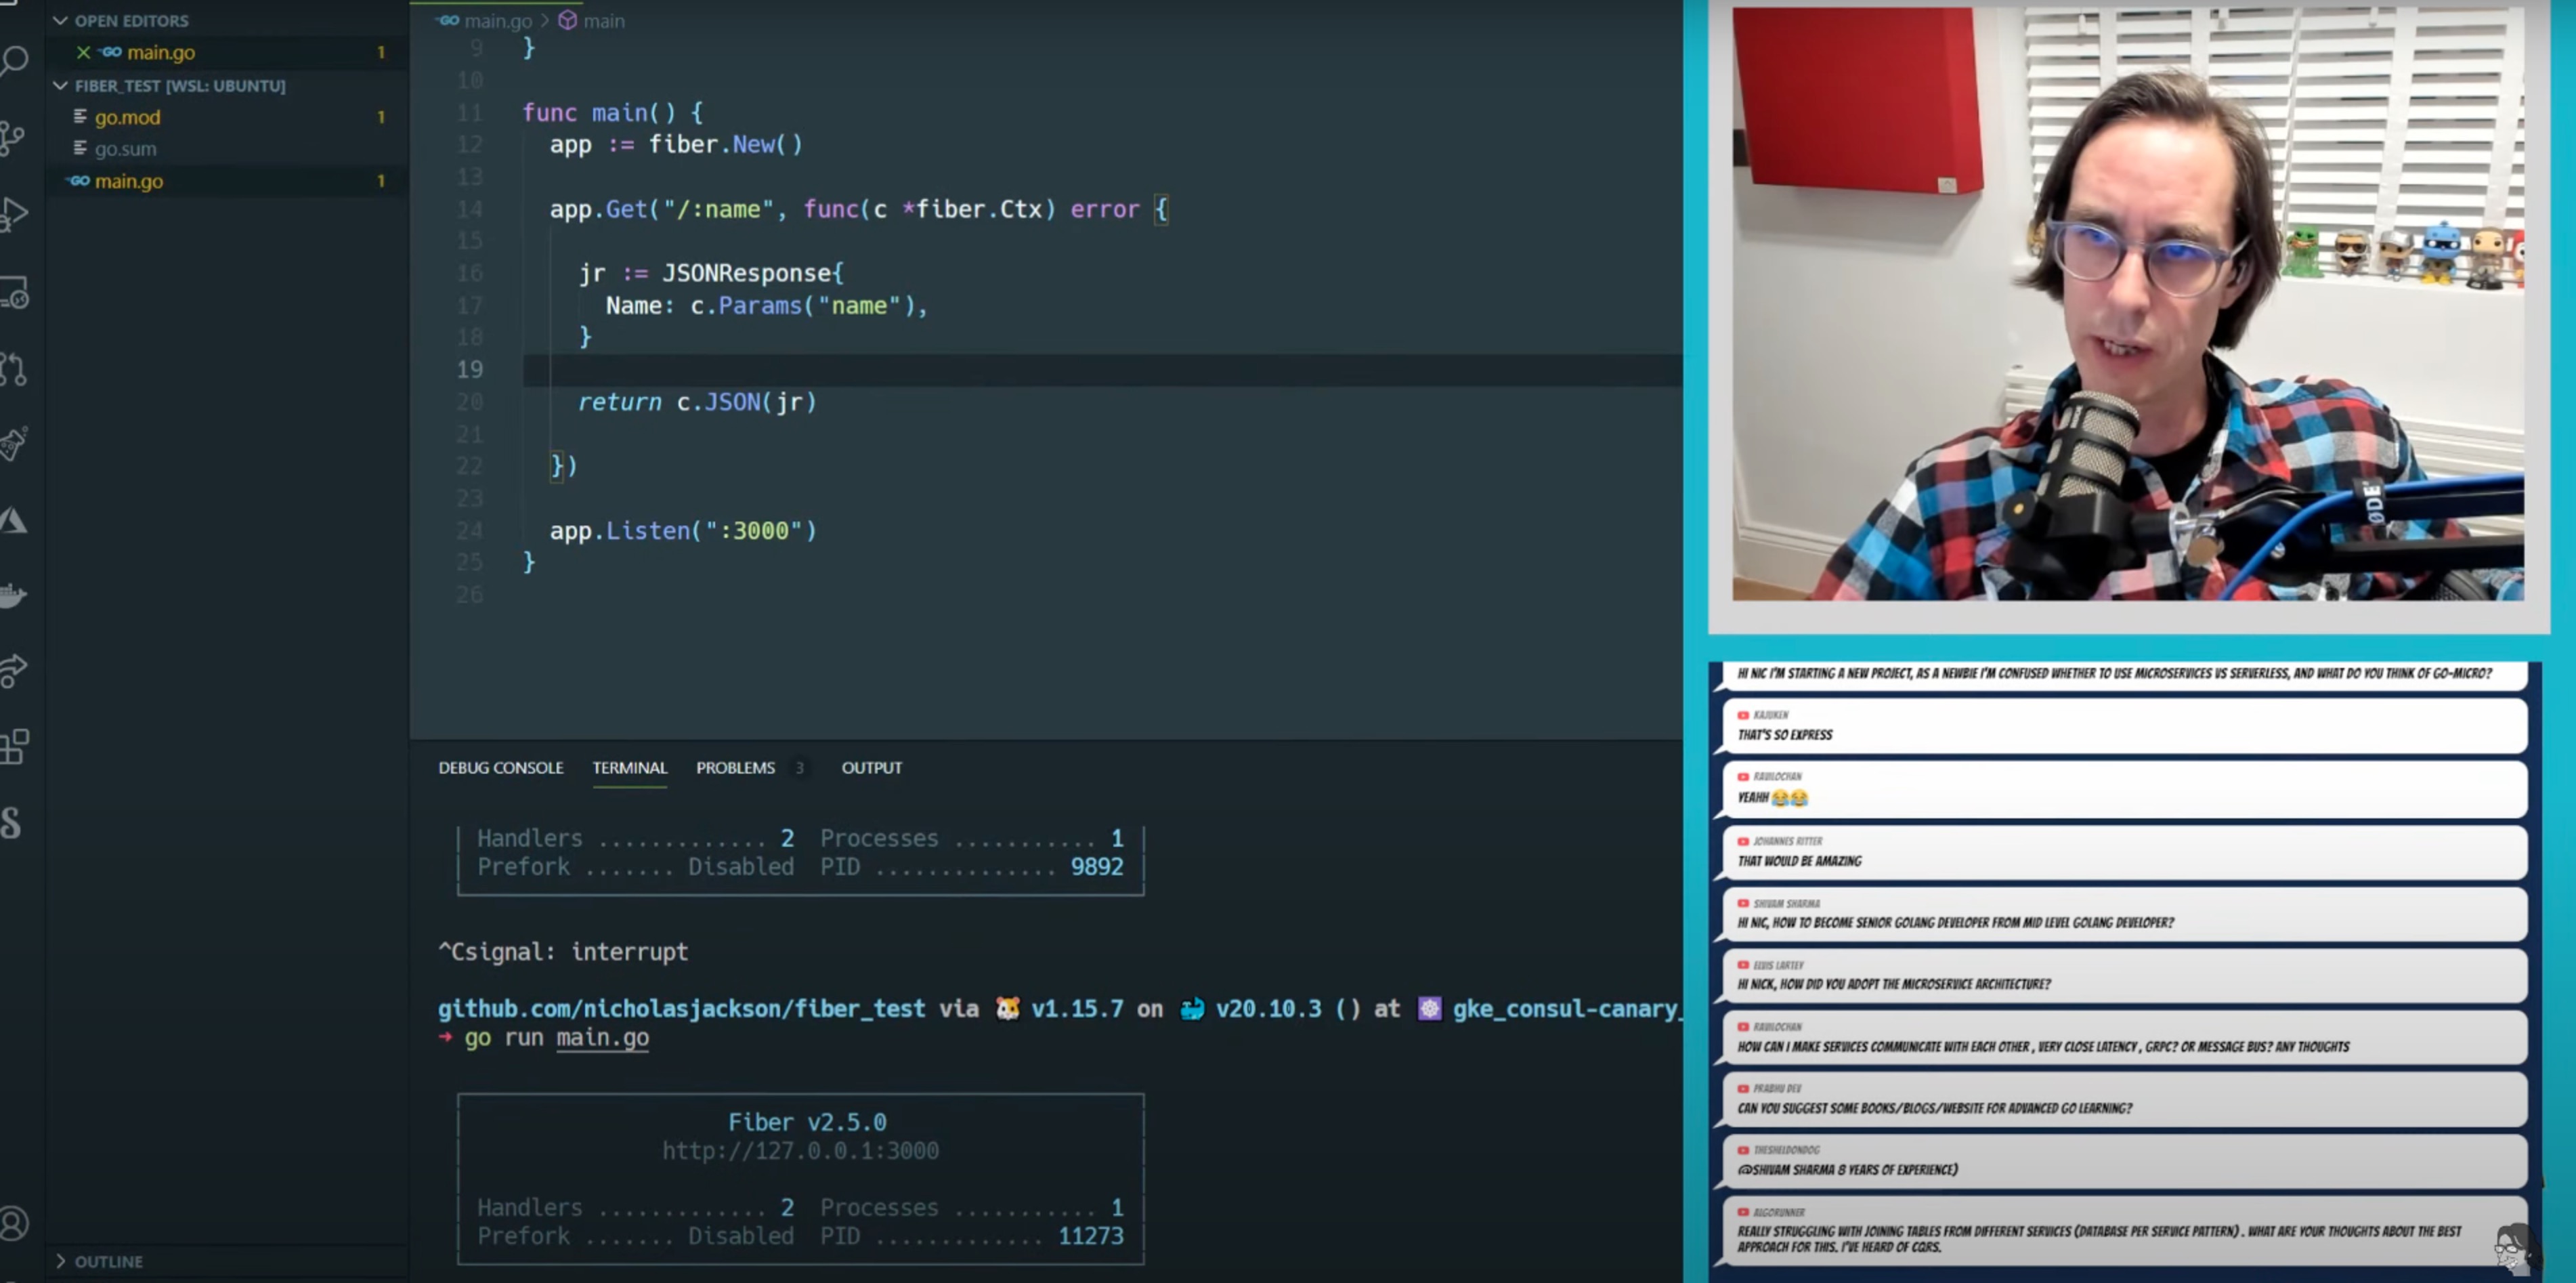 OPEN EDITORS
main.go 1
FIBER_TEST [WSL: UBUNTU]
go.mod 1
go.sum
main.go 1
OUTLINE
main.go > main
9 }
10
11 func main() {
12 app := fiber.New()
13
14 app.Get("/:name", func(c *fiber.Ctx) error {
15
16 jr := JSONResponse{
17 Name: c.Params("name"),
18 }
19
20 return c.JSON(jr)
21
22 })
23
24 app.Listen(":3000")
25 }
26
DEBUG CONSOLE TERMINAL PROBLEMS 3 OUTPUT
Handlers ............. 2 Processes ........... 1
Prefork ....... Disabled PID .............. 9892
^Csignal: interrupt
github.com/nicholasjackson/fiber_test via 🐹 v1.15.7 on 🐳 v20.10.3 () at ☸ gke_consul-canary_
➜ go run main.go
Fiber v2.5.0
http://127.0.0.1:3000
Handlers ............. 2 Processes ........... 1
Prefork ....... Disabled PID ............. 11273
HI NIC I'M STARTING A NEW PROJECT, AS A NEWBIE I'M CONFUSED WHETHER TO USE MICROSERVICES VS SERVERLESS, AND WHAT DO YOU THINK OF GO-MICRO?
KAJUKEN
THAT'S SO EXPRESS
RAULOCHAN
YEAHH 😂😂
JOHANNES RITTER
THAT WOULD BE AMAZING
SHIVAM SHARMA
HI NIC, HOW TO BECOME SENIOR GOLANG DEVELOPER FROM MID LEVEL GOLANG DEVELOPER?
ELVIS LARTEY
HI NICK, HOW DID YOU ADOPT THE MICROSERVICE ARCHITECTURE?
RAULOCHAN
HOW CAN I MAKE SERVICES COMMUNICATE WITH EACH OTHER , VERY CLOSE LATENCY , GRPC? OR MESSAGE BUS? ANY THOUGHTS
PRABHU DEV
CAN YOU SUGGEST SOME BOOKS/BLOGS/WEBSITE FOR ADVANCED GO LEARNING?
THESHELDONDOG
@SHIVAM SHARMA 8 YEARS OF EXPERIENCE)
ALGORUNNER
REALLY STRUGGLING WITH JOINING TABLES FROM DIFFERENT SERVICES (DATABASE PER SERVICE PATTERN) . WHAT ARE YOUR THOUGHTS ABOUT THE BEST
APPROACH FOR THIS. I'VE HEARD OF CQRS.